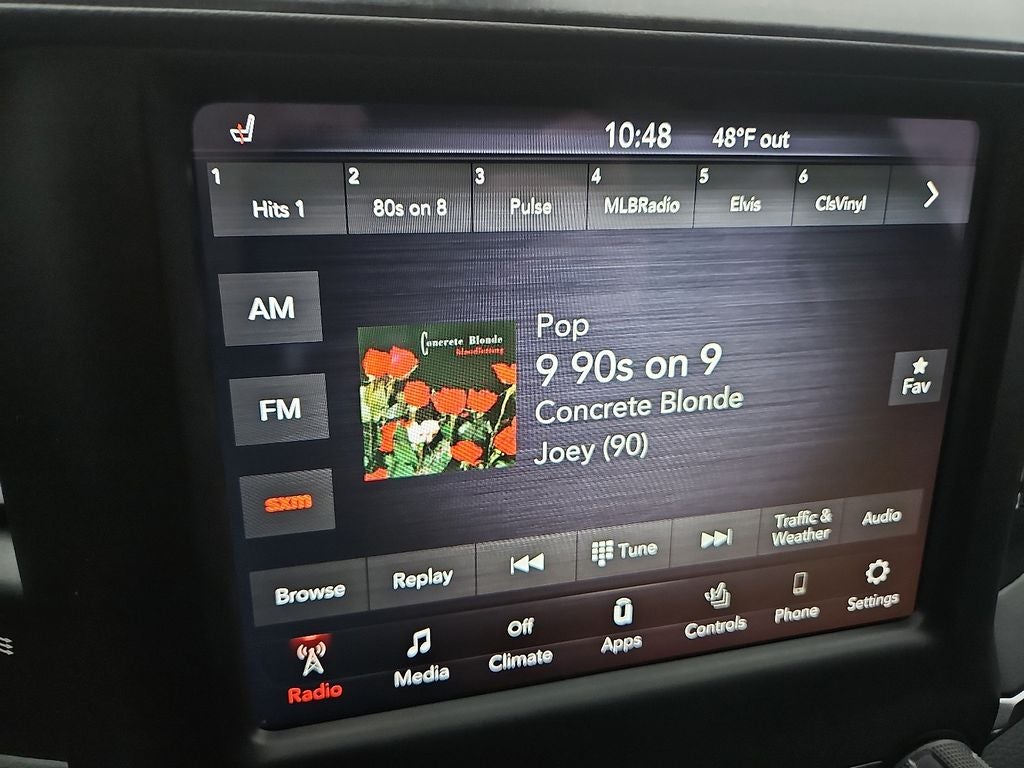 10:48 48°F out
1 2 3 4 5 6
Hits 1 80s on 8 Pulse MLBRadio Elvis ClsVinyl
AM
FM
sxm
Concrete Blonde
bloodletting
Pop
9 90s on 9
Concrete Blonde
Joey (90)
Fav
Browse Replay Tune Traffic & Weather Audio
Off
Radio Media Climate Apps Controls Phone Settings